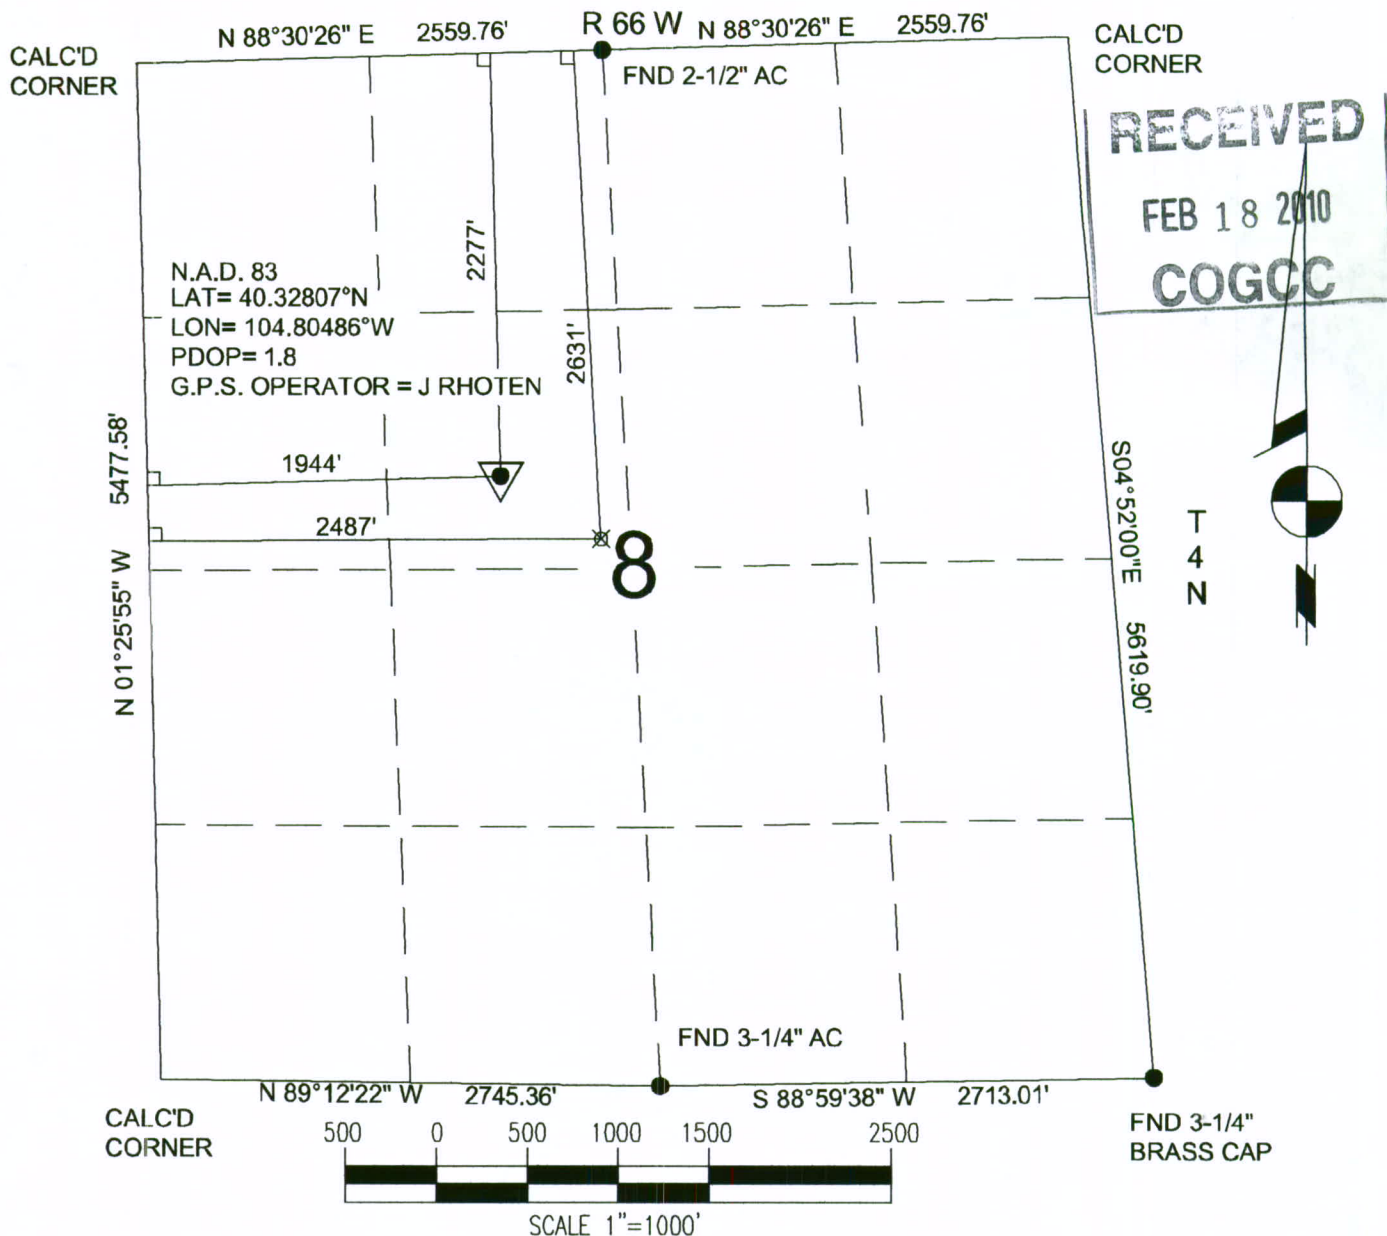 N 88°30'26" E 2559.76' R 66 W N 88°30'26" E 2559.76'
CALC'D
CORNER
CALC'D
CORNER
FND 2-1/2" AC
RECEIVED
FEB 18 2010
COGCC
2277'
2631'
N.A.D. 83
LAT= 40.32807°N
LON= 104.80486°W
PDOP= 1.8
G.P.S. OPERATOR = J RHOTEN
1944'
2487'
8
N 01°25'55" W 5477.58'
S04°52'00"E 5619.90'
T
4
N
FND 3-1/4" AC
N 89°12'22" W 2745.36'
S 88°59'38" W 2713.01'
CALC'D
CORNER
FND 3-1/4"
BRASS CAP
500 0 500 1000 1500 2500
SCALE 1"=1000'